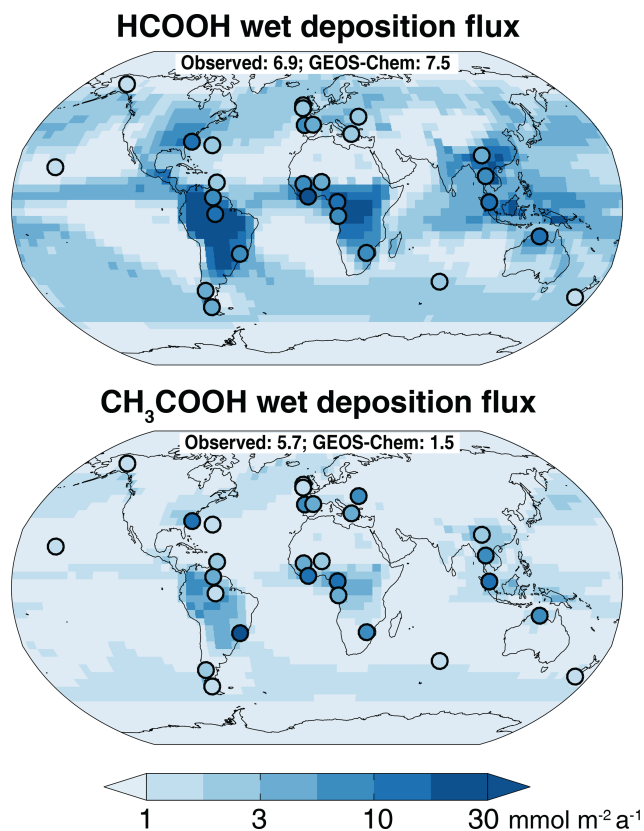 HCOOH wet deposition flux
Observed: 6.9; GEOS-Chem: 7.5
CH₃COOH wet deposition flux
Observed: 5.7; GEOS-Chem: 1.5
1 3 10 30 mmol m⁻² a⁻¹